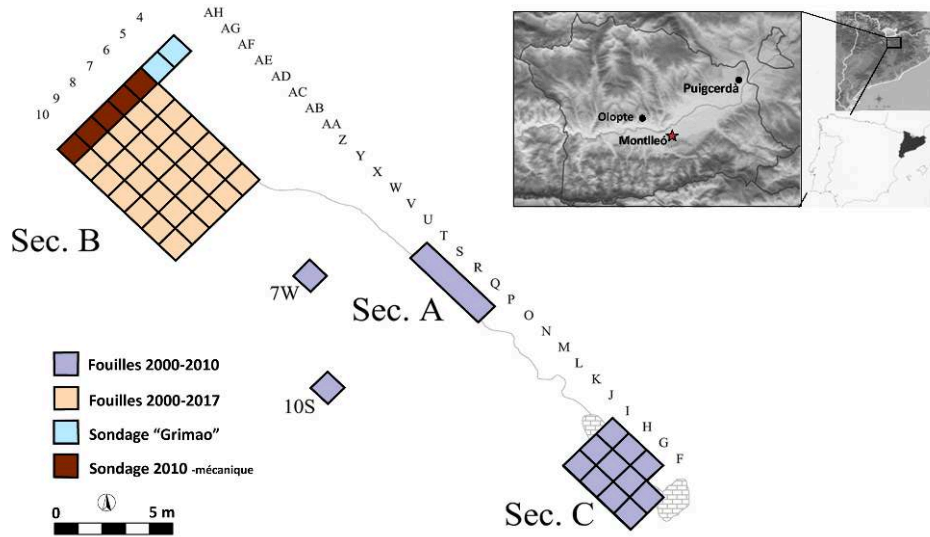 4
5
6
7
8
9
10
AH
AG
AF
AE
AD
AC
AB
AA
Z
Y
X
W
V
U
T
S
R
Q
P
O
N
M
L
K
J
I
H
G
F
Sec. B
7W
Sec. A
10S
Sec. C
Puigcerdà
Olopte
Montlleó
Fouilles 2000-2010
Fouilles 2000-2017
Sondage "Grimao"
Sondage 2010 -mécanique
0 5 m